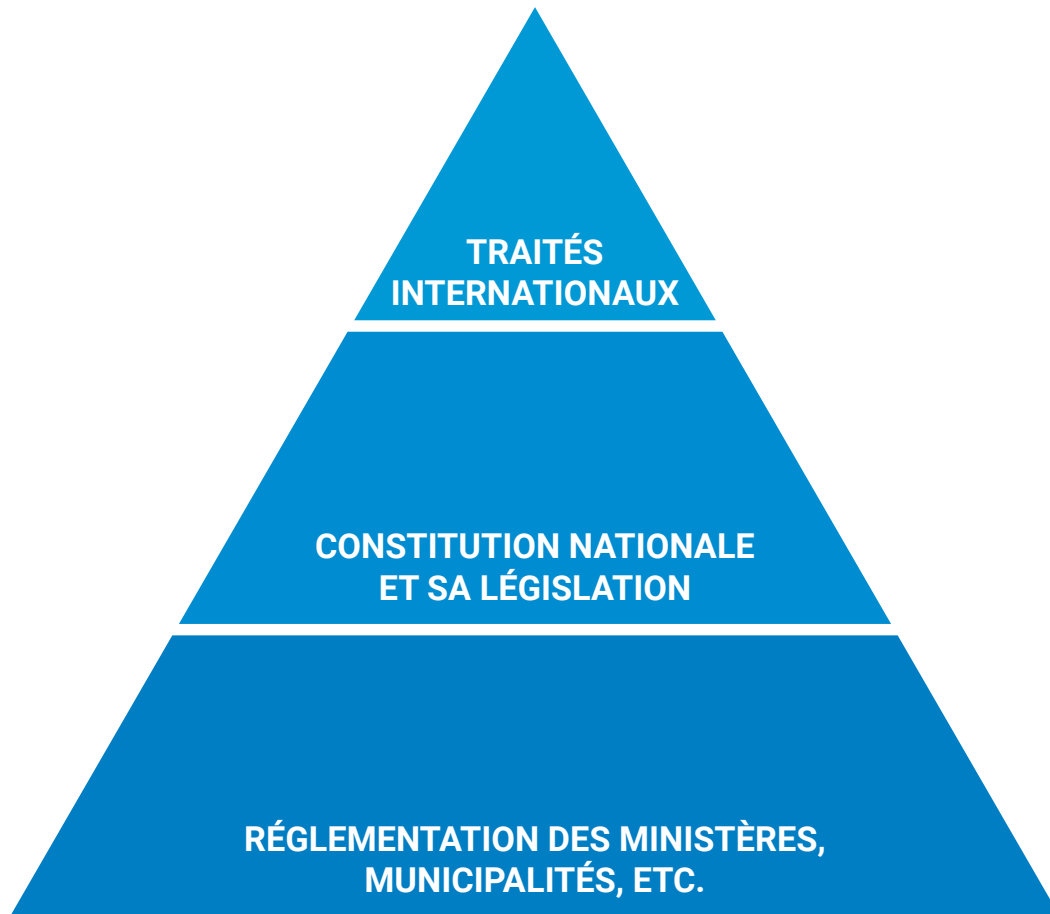 TRAITÉS
INTERNATIONAUX
CONSTITUTION NATIONALE
ET SA LÉGISLATION
RÉGLEMENTATION DES MINISTÈRES,
MUNICIPALITÉS, ETC.